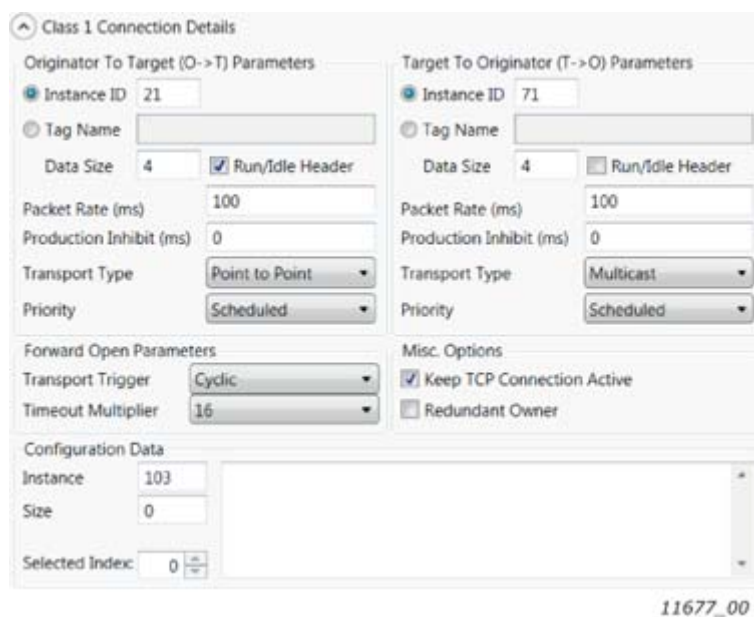 Class 1 Connection Details
Originator To Target (O->T) Parameters
Instance ID 21
Tag Name
Data Size 4 Run/Idle Header
Packet Rate (ms) 100
Production Inhibit (ms) 0
Transport Type Point to Point
Priority Scheduled
Target To Originator (T->O) Parameters
Instance ID 71
Tag Name
Data Size 4 Run/Idle Header
Packet Rate (ms) 100
Production Inhibit (ms) 0
Transport Type Multicast
Priority Scheduled
Forward Open Parameters
Transport Trigger Cyclic
Timeout Multiplier 16
Misc. Options
Keep TCP Connection Active
Redundant Owner
Configuration Data
Instance 103
Size 0
Selected Index: 0
11677_00